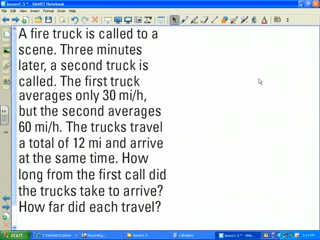 A fire truck is called to a
scene. Three minutes
later, a second truck is
called. The first truck
averages only 30 mi/h,
but the second averages
60 mi/h. The trucks travel
a total of 12 mi and arrive
at the same time. How
long from the first call did
the trucks take to arrive?
How far did each travel?
start